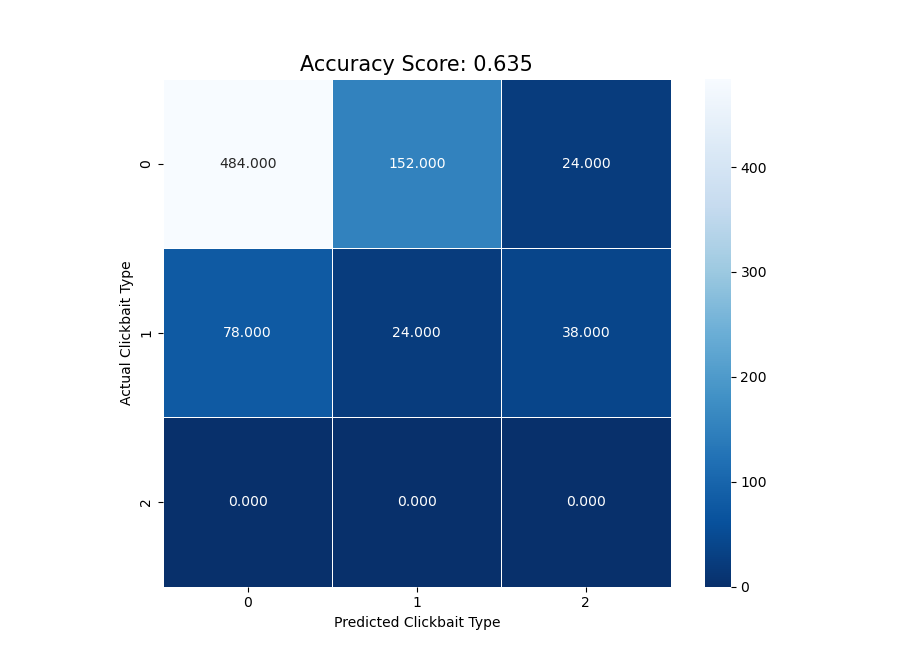 Accuracy Score: 0.635
0
484.000 152.000 24.000
1
78.000 24.000 38.000
2
0.000 0.000 0.000
0 1 2
Actual Clickbait Type
Predicted Clickbait Type
400
300
200
100
0